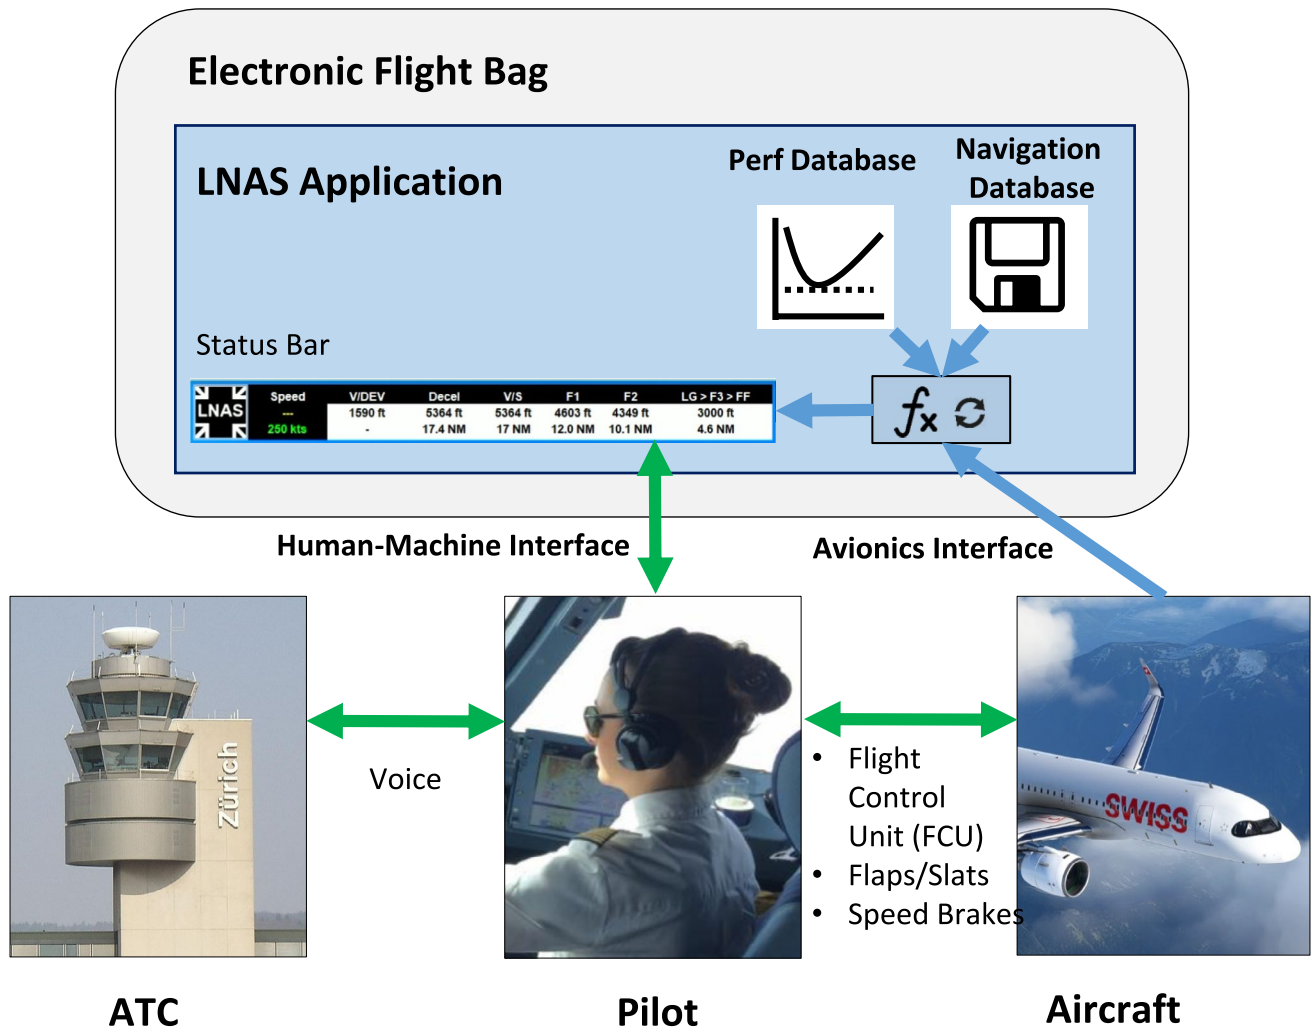 Electronic Flight Bag
LNAS Application
Perf Database
Navigation
Database
Status Bar
LNAS
Speed V/DEV Decel V/S F1 F2 LG > F3 > FF
--- 1590 ft 5364 ft 5364 ft 4603 ft 4349 ft 3000 ft
250 kts - 17.4 NM 17 NM 12.0 NM 10.1 NM 4.6 NM
fx
Human-Machine Interface
Avionics Interface
Zürich
Voice
• Flight
Control
Unit (FCU)
• Flaps/Slats
• Speed Brakes
SWISS
ATC
Pilot
Aircraft